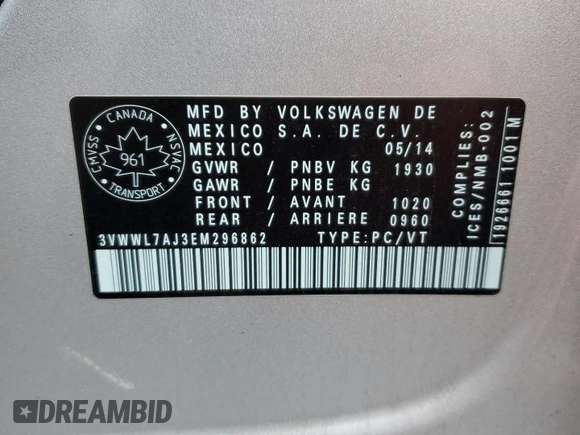 MFD BY VOLKSWAGEN DE
MEXICO S.A. DE C.V.
MEXICO 05/14
GVWR / PNBV KG 1930
GAWR / PNBE KG
FRONT / AVANT 1020
REAR / ARRIERE 0960
3VWWL7AJ3EM296862 TYPE:PC/VT
CANADA
CMVSS
NSVAC
961
TRANSPORT
COMPLIES:
ICES/NMB-002
1926661 1001M
DREAMBID